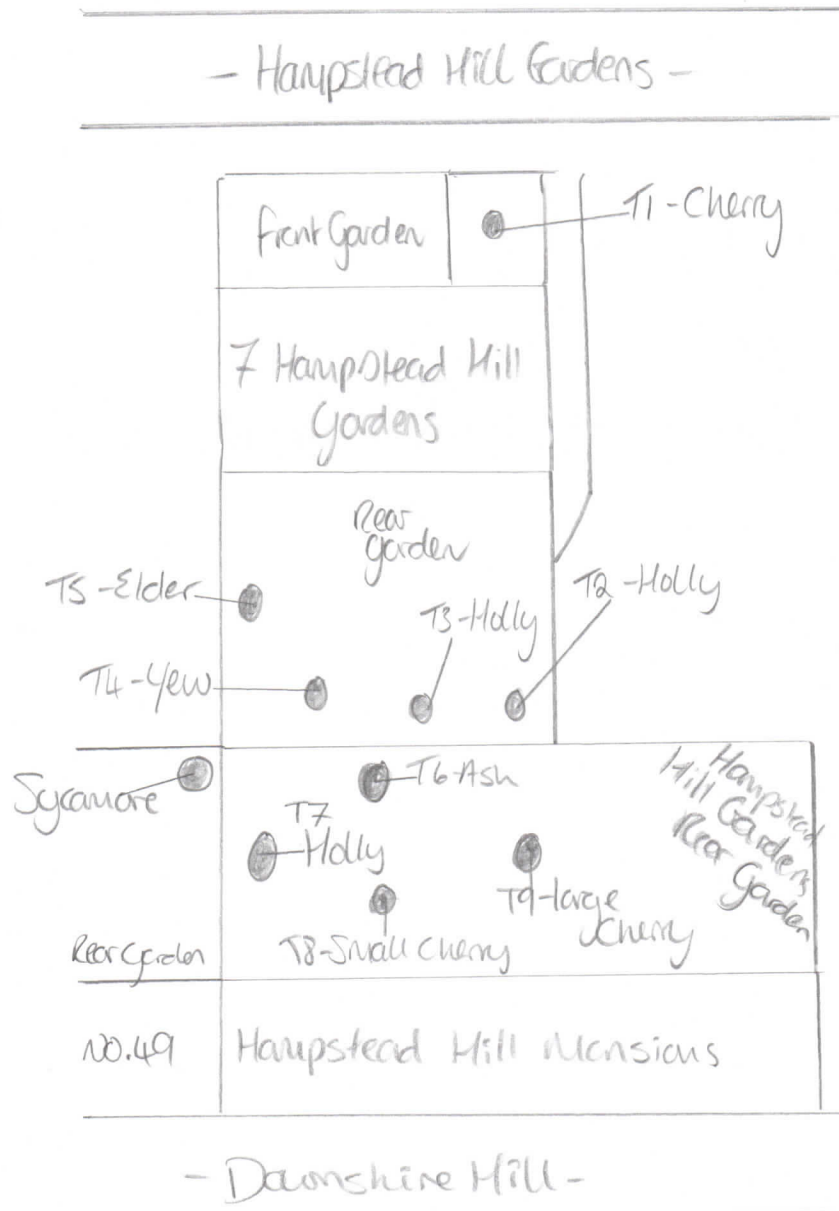 - Hampstead Hill Gardens -
Front Garden
T1 - Cherry
7 Hampstead Hill
Gardens
Rear
garden
T5 - Elder
T3 - Holly
T2 - Holly
T4 - Yew
Sycamore
T6 - Ash
T7
Holly
T9 - large
Cherry
T8 - Small Cherry
Hampstead
Hill Gardens
Rear Garden
Rear Garden
NO.49
Hampstead Hill Mansions
- Downshire Hill -